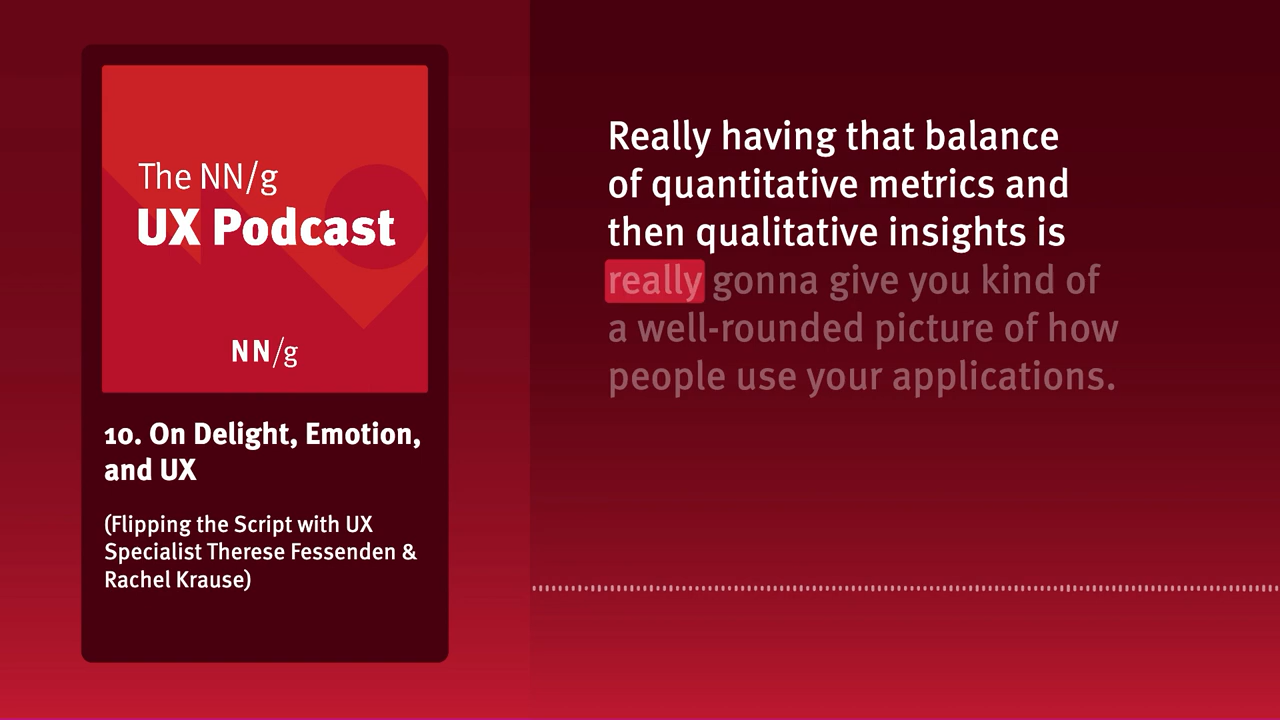 The NN/g
UX Podcast
NN/g
10. On Delight, Emotion,
and UX
(Flipping the Script with UX
Specialist Therese Fessenden &
Rachel Krause)
Really having that balance
of quantitative metrics and
then qualitative insights is
really gonna give you kind of
a well-rounded picture of how
people use your applications.